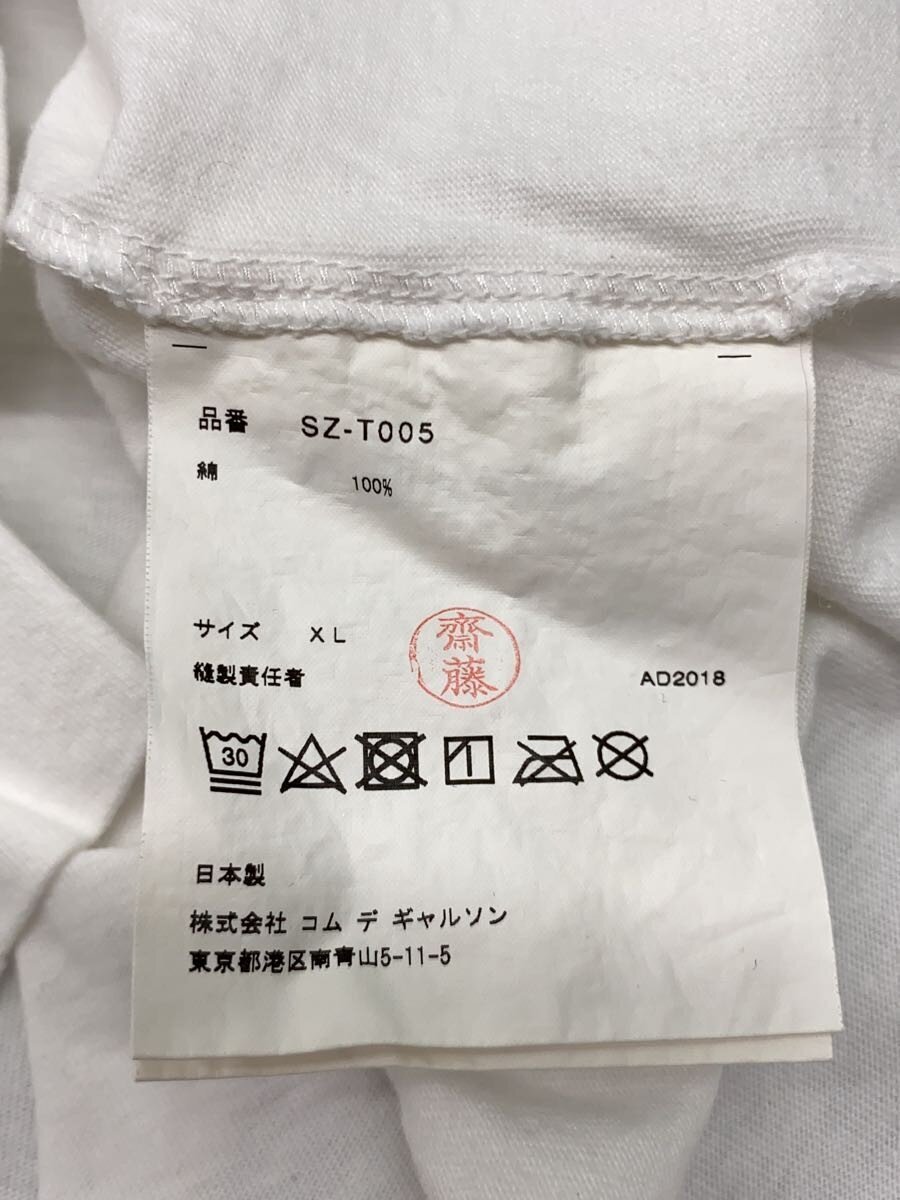 品番 SZ-T005
綿 100%
サイズ XL
縫製責任者 齋藤 AD2018
30
日本製
株式会社 コム デ ギャルソン
東京都港区南青山5-11-5